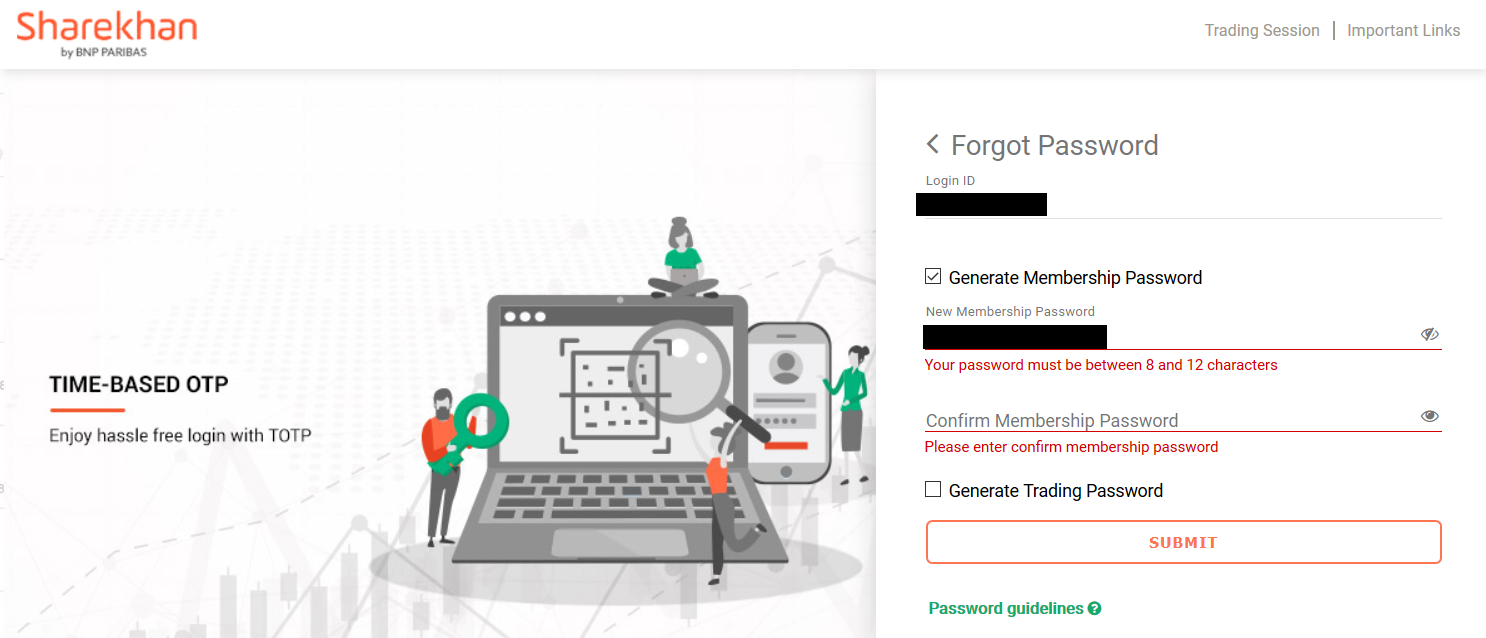 Sharekhan
by BNP PARIBAS
Trading Session | Important Links
Forgot Password
Login ID
Generate Membership Password
New Membership Password
Your password must be between 8 and 12 characters
Confirm Membership Password
Please enter confirm membership password
Generate Trading Password
SUBMIT
Password guidelines
TIME-BASED OTP
Enjoy hassle free login with TOTP